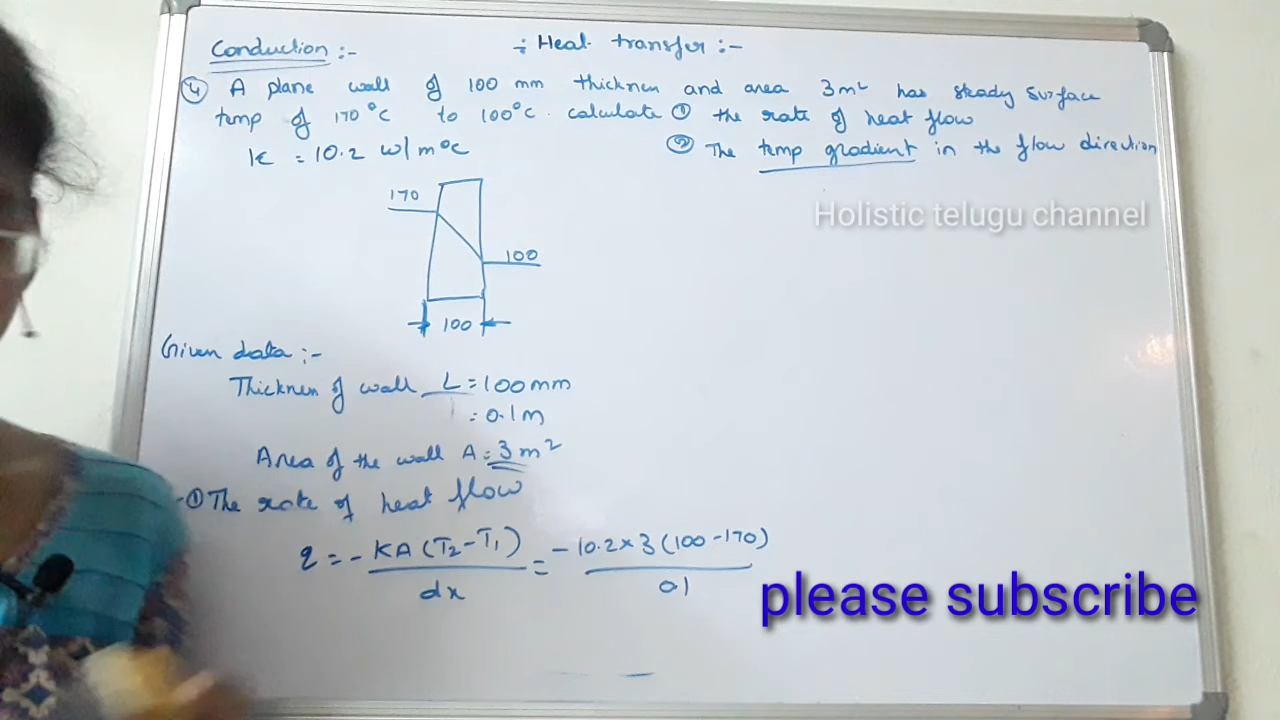 Conduction :-
÷ Heat transfer :-
④ A plane wall of 100 mm thickness and area 3m² has steady surface
temp of 170°C to 100°C. calculate ① the rate of heat flow
K = 10.2 w/m°C
② The temp gradient in the flow direction
Holistic telugu channel
170
100
100
Given data :-
Thickness of wall L = 100mm
= 0.1m
Area of the wall A = 3m²
① The rate of heat flow
q = -KA(T₂-T₁)/dx = -10.2×3(100-170)/0.1
please subscribe